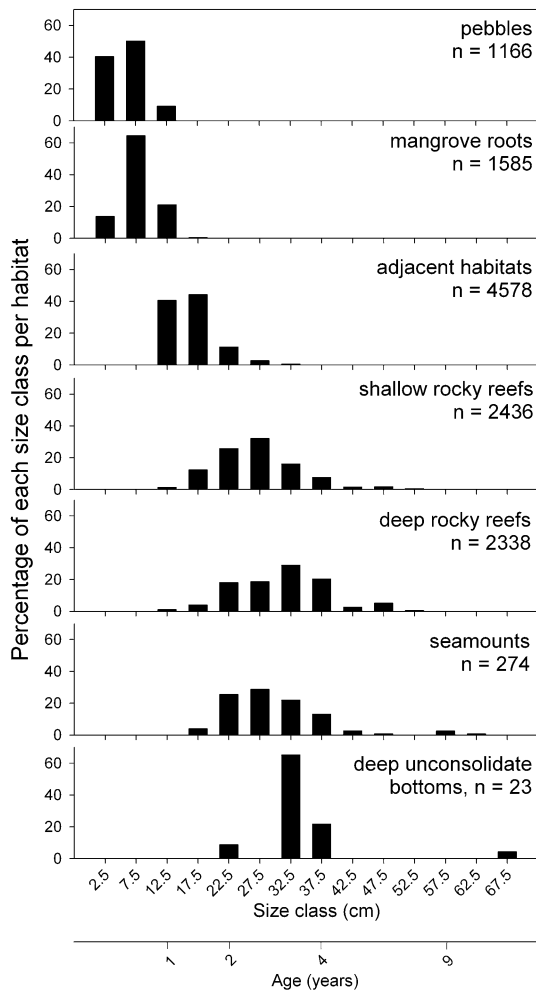 Percentage of each size class per habitat
60
40
20
0
pebbles
n = 1166
60
40
20
0
mangrove roots
n = 1585
60
40
20
0
adjacent habitats
n = 4578
60
40
20
0
shallow rocky reefs
n = 2436
60
40
20
0
deep rocky reefs
n = 2338
60
40
20
0
seamounts
n = 274
60
40
20
0
deep unconsolidate
bottoms, n = 23
2.5 7.5 12.5 17.5 22.5 27.5 32.5 37.5 42.5 47.5 52.5 57.5 62.5 67.5
Size class (cm)
1 2 4 9
Age (years)